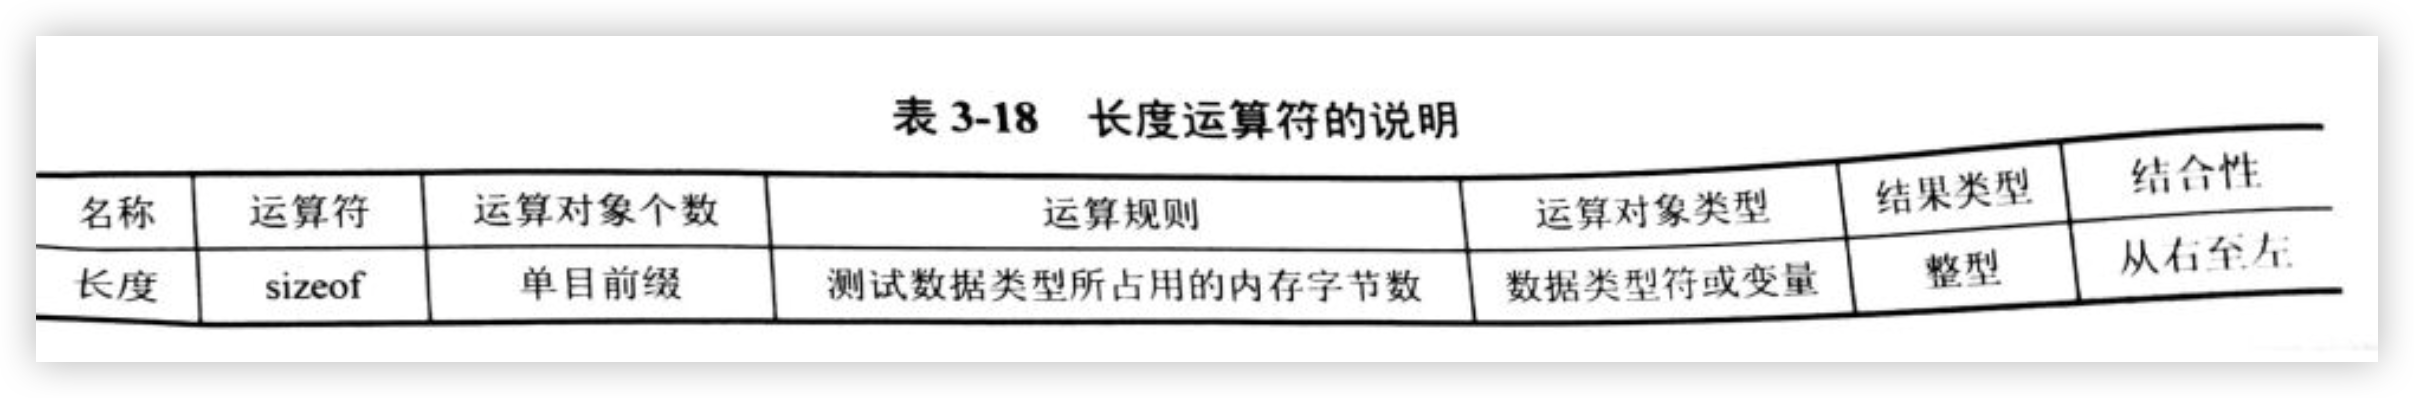 表 3-18 长度运算符的说明
名称 运算符 运算对象个数 运算规则 运算对象类型 结果类型 结合性
长度 sizeof 单目前缀 测试数据类型所占用的内存字节数 数据类型符或变量 整型 从右至左